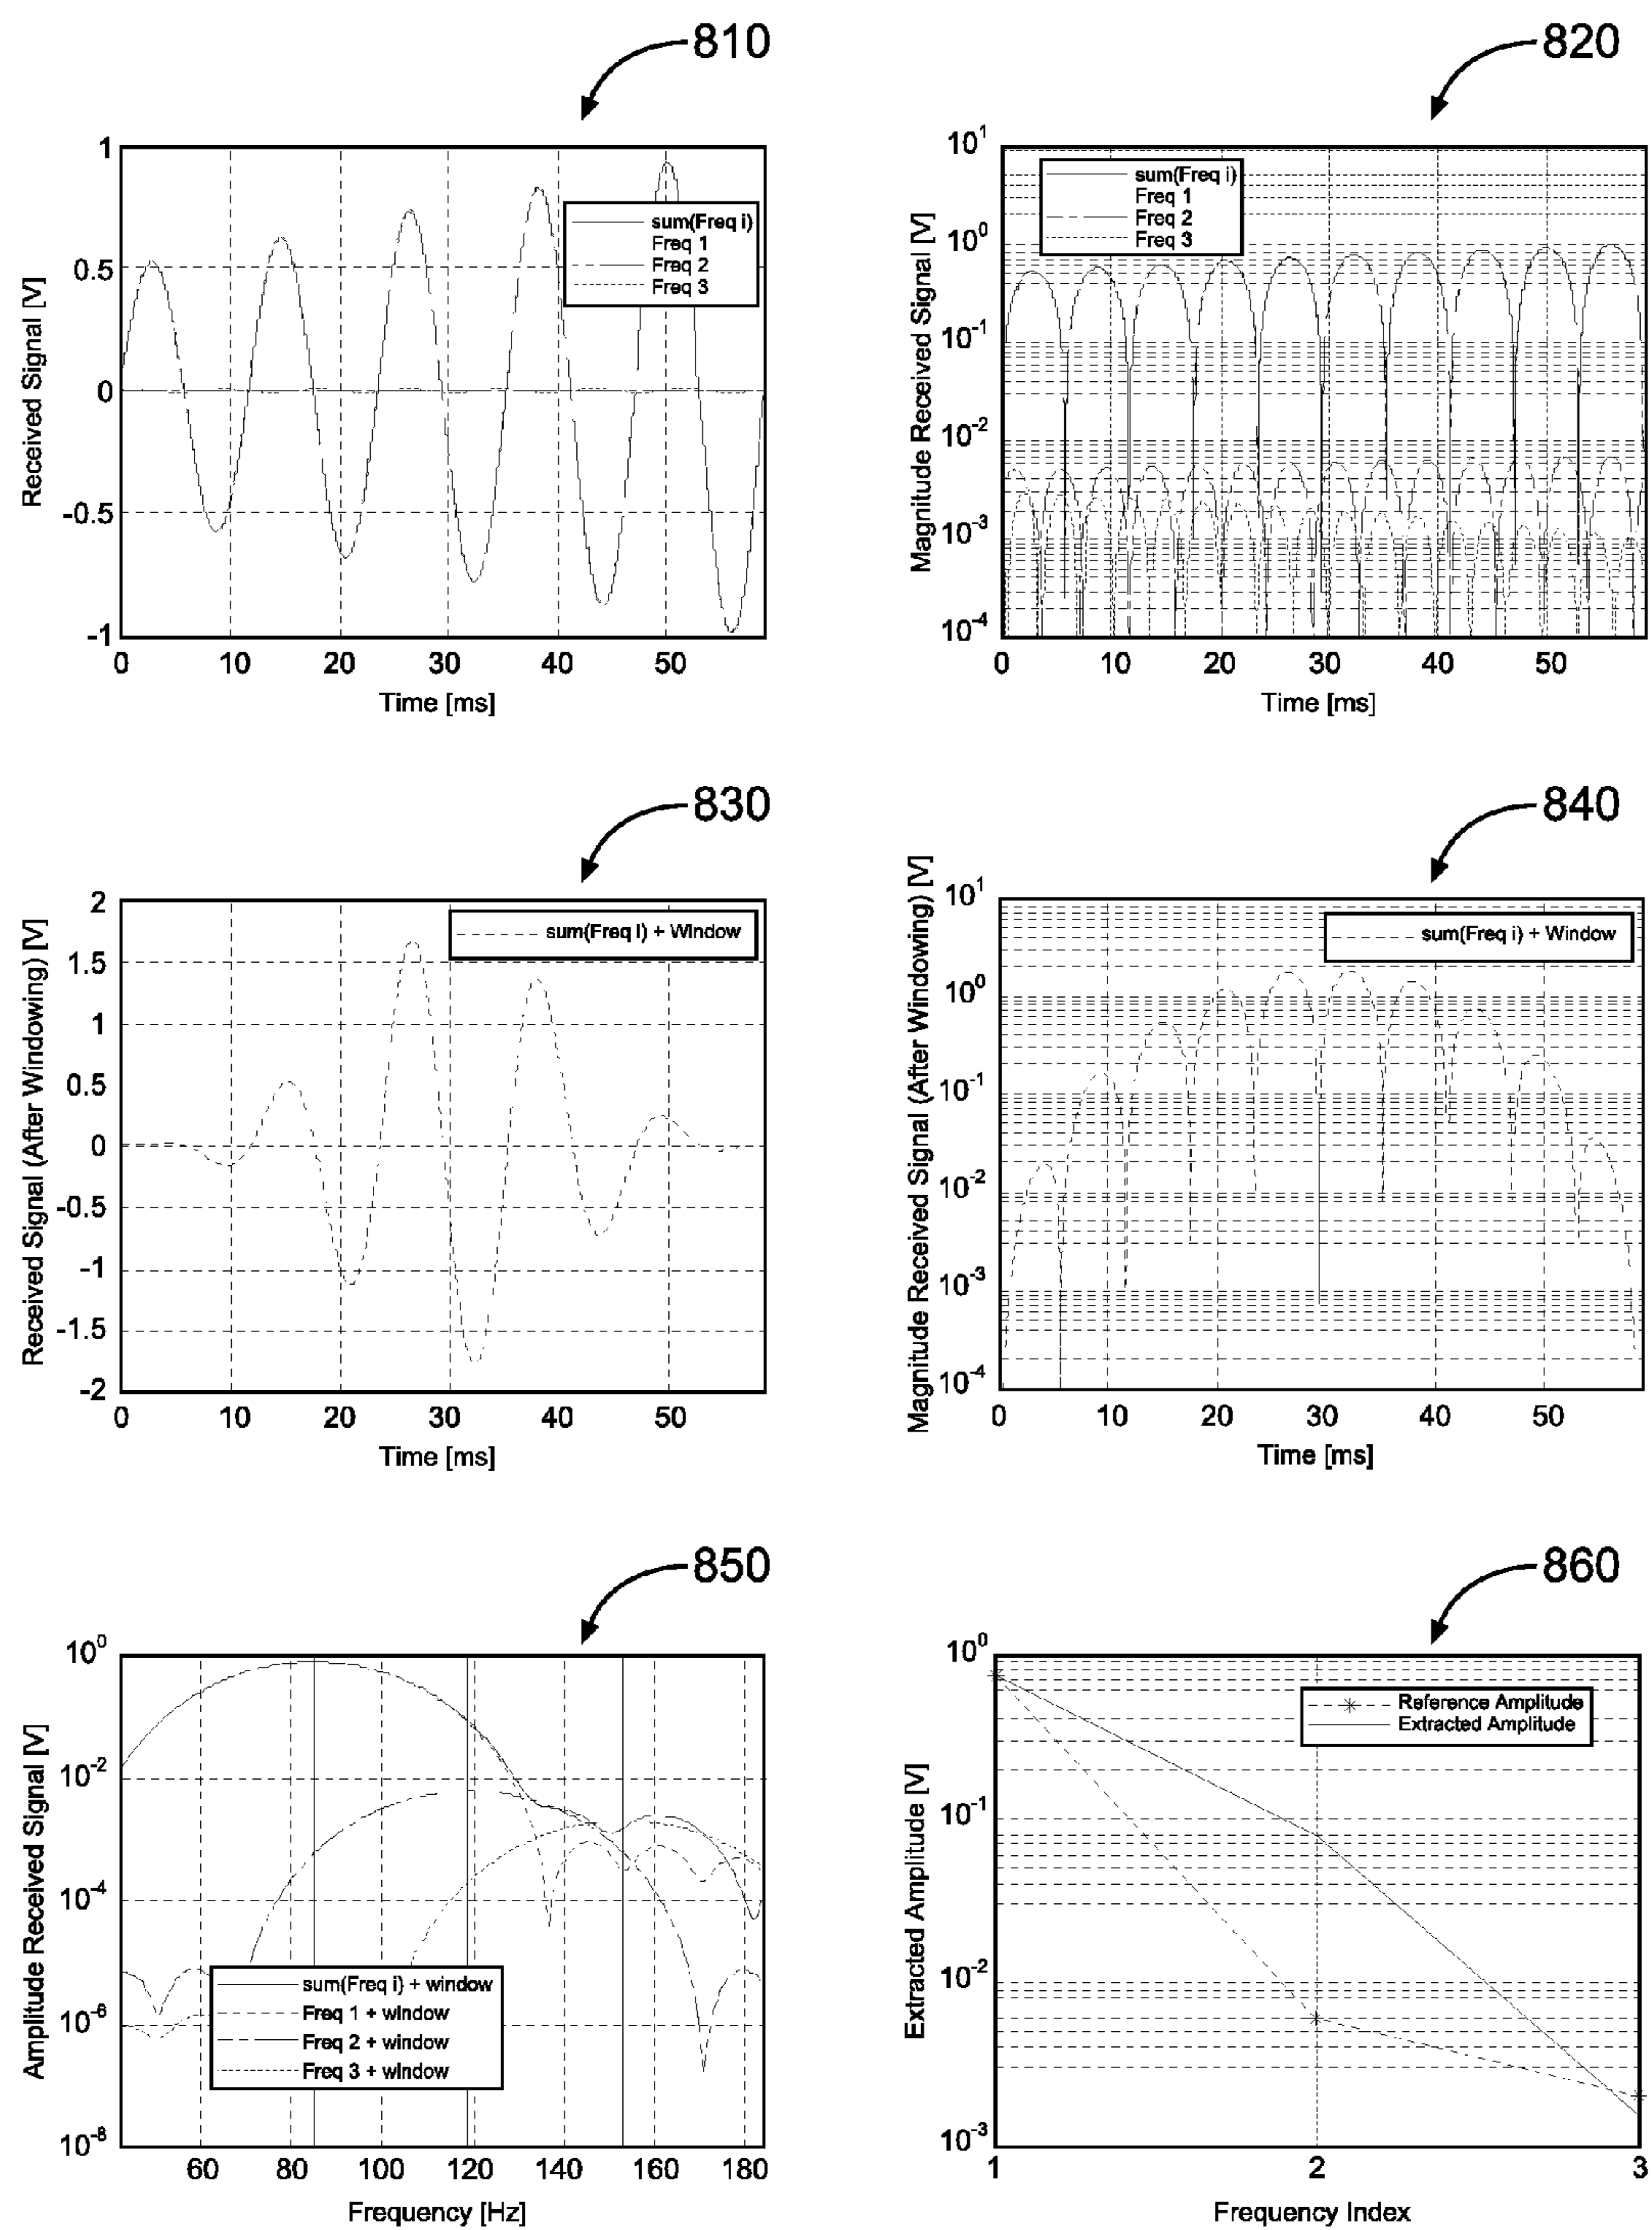 810
1
0.5
0
-0.5
-1
0 10 20 30 40 50
Received Signal [V]
Time [ms]
sum(Freq i)
Freq 1
Freq 2
Freq 3
820
10^1
10^0
10^-1
10^-2
10^-3
10^-4
0 10 20 30 40 50
Magnitude Received Signal [V]
Time [ms]
sum(Freq i)
Freq 1
Freq 2
Freq 3
830
2
1.5
1
0.5
0
-0.5
-1
-1.5
-2
0 10 20 30 40 50
Received Signal (After Windowing) [V]
Time [ms]
sum(Freq i) + Window
840
10^1
10^0
10^-1
10^-2
10^-3
10^-4
0 10 20 30 40 50
Magnitude Received Signal (After Windowing) [V]
Time [ms]
sum(Freq i) + Window
850
10^0
10^-2
10^-4
10^-6
10^-8
60 80 100 120 140 160 180
Amplitude Received Signal [V]
Frequency [Hz]
sum(Freq i) + window
Freq 1 + window
Freq 2 + window
Freq 3 + window
860
10^0
10^-1
10^-2
10^-3
1 2 3
Extracted Amplitude [V]
Frequency Index
Reference Amplitude
Extracted Amplitude